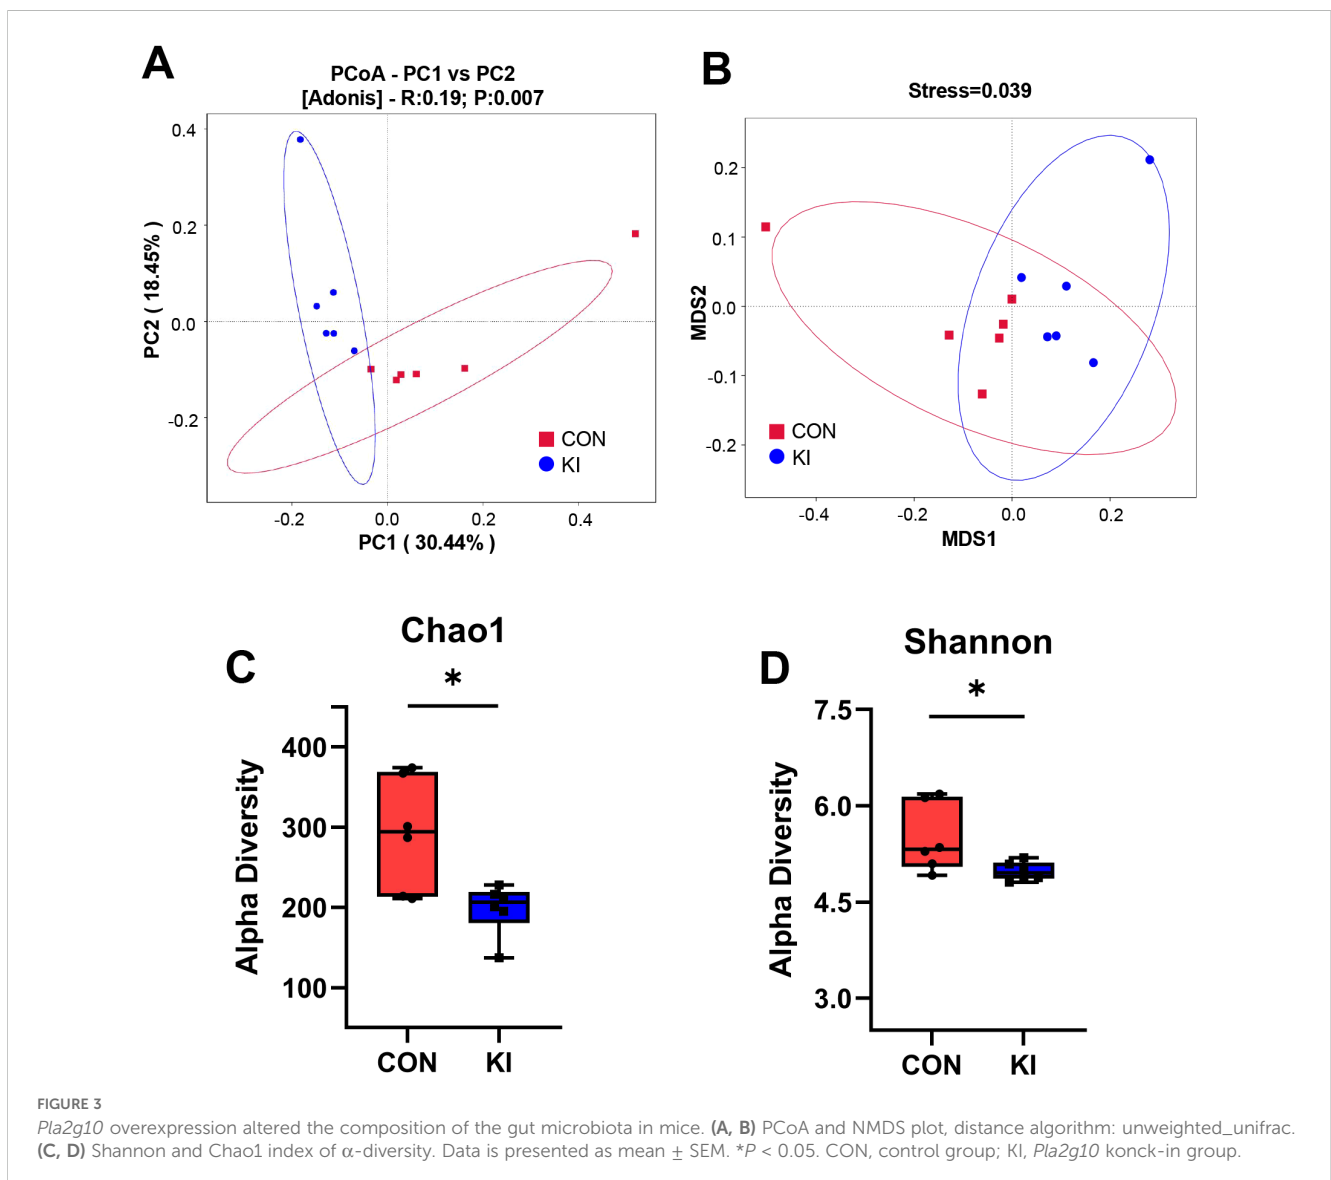 A
PCoA - PC1 vs PC2
[Adonis] - R:0.19; P:0.007
0.4
0.2
0.0
-0.2
PC2 ( 18.45% )
-0.2
0.0
0.2
0.4
PC1 ( 30.44% )
CON
KI
B
Stress=0.039
0.2
0.1
0.0
-0.1
-0.2
MDS2
-0.4
-0.2
0.0
0.2
MDS1
CON
KI
C
Chao1
*
400
300
200
100
Alpha Diversity
CON
KI
D
Shannon
*
7.5
6.0
4.5
3.0
Alpha Diversity
CON
KI
FIGURE 3
Pla2g10 overexpression altered the composition of the gut microbiota in mice. (A, B) PCoA and NMDS plot, distance algorithm: unweighted_unifrac.
(C, D) Shannon and Chao1 index of α-diversity. Data is presented as mean ± SEM. *P < 0.05. CON, control group; KI, Pla2g10 konck-in group.